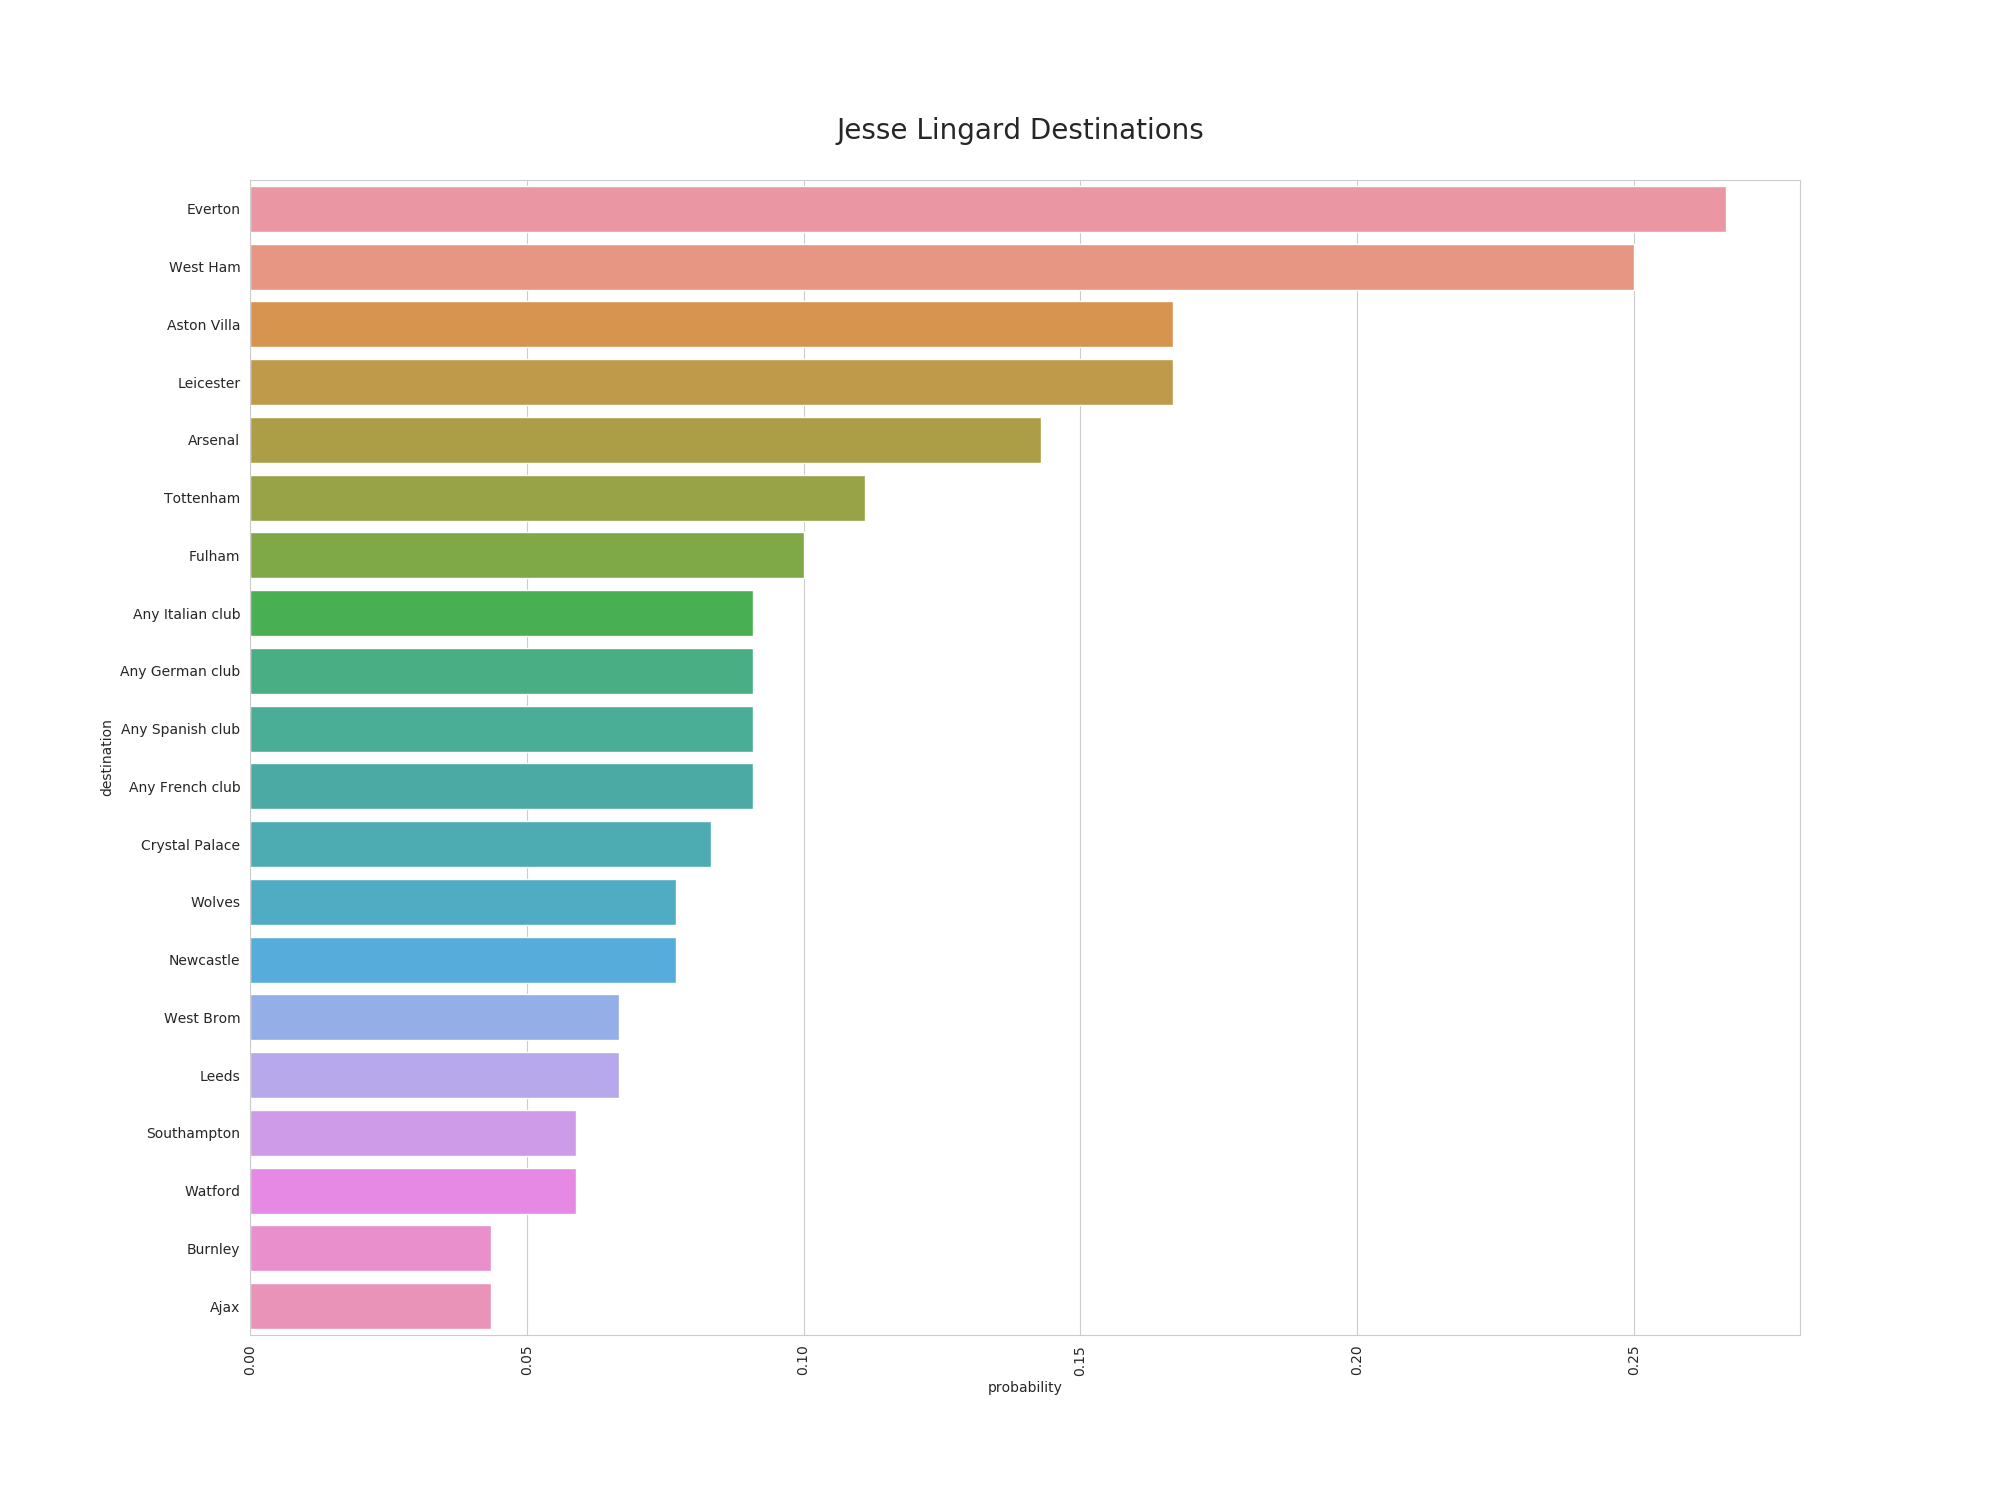 Jesse Lingard Destinations
destination
Everton
West Ham
Aston Villa
Leicester
Arsenal
Tottenham
Fulham
Any Italian club
Any German club
Any Spanish club
Any French club
Crystal Palace
Wolves
Newcastle
West Brom
Leeds
Southampton
Watford
Burnley
Ajax
0.00
0.05
0.10
0.15
0.20
0.25
probability